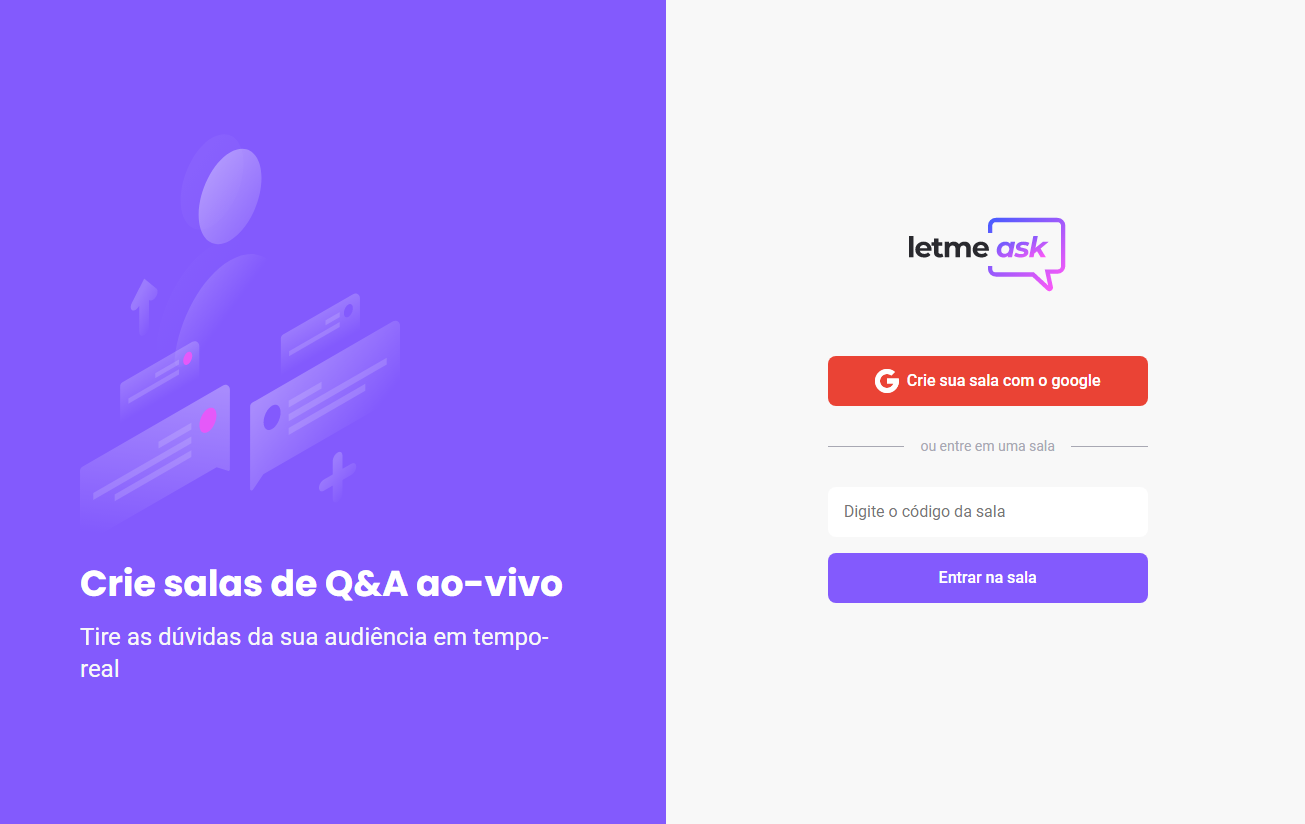 Crie salas de Q&A ao-vivo
Tire as dúvidas da sua audiência em tempo-
real
letme ask
Crie sua sala com o google
ou entre em uma sala
Digite o código da sala
Entrar na sala